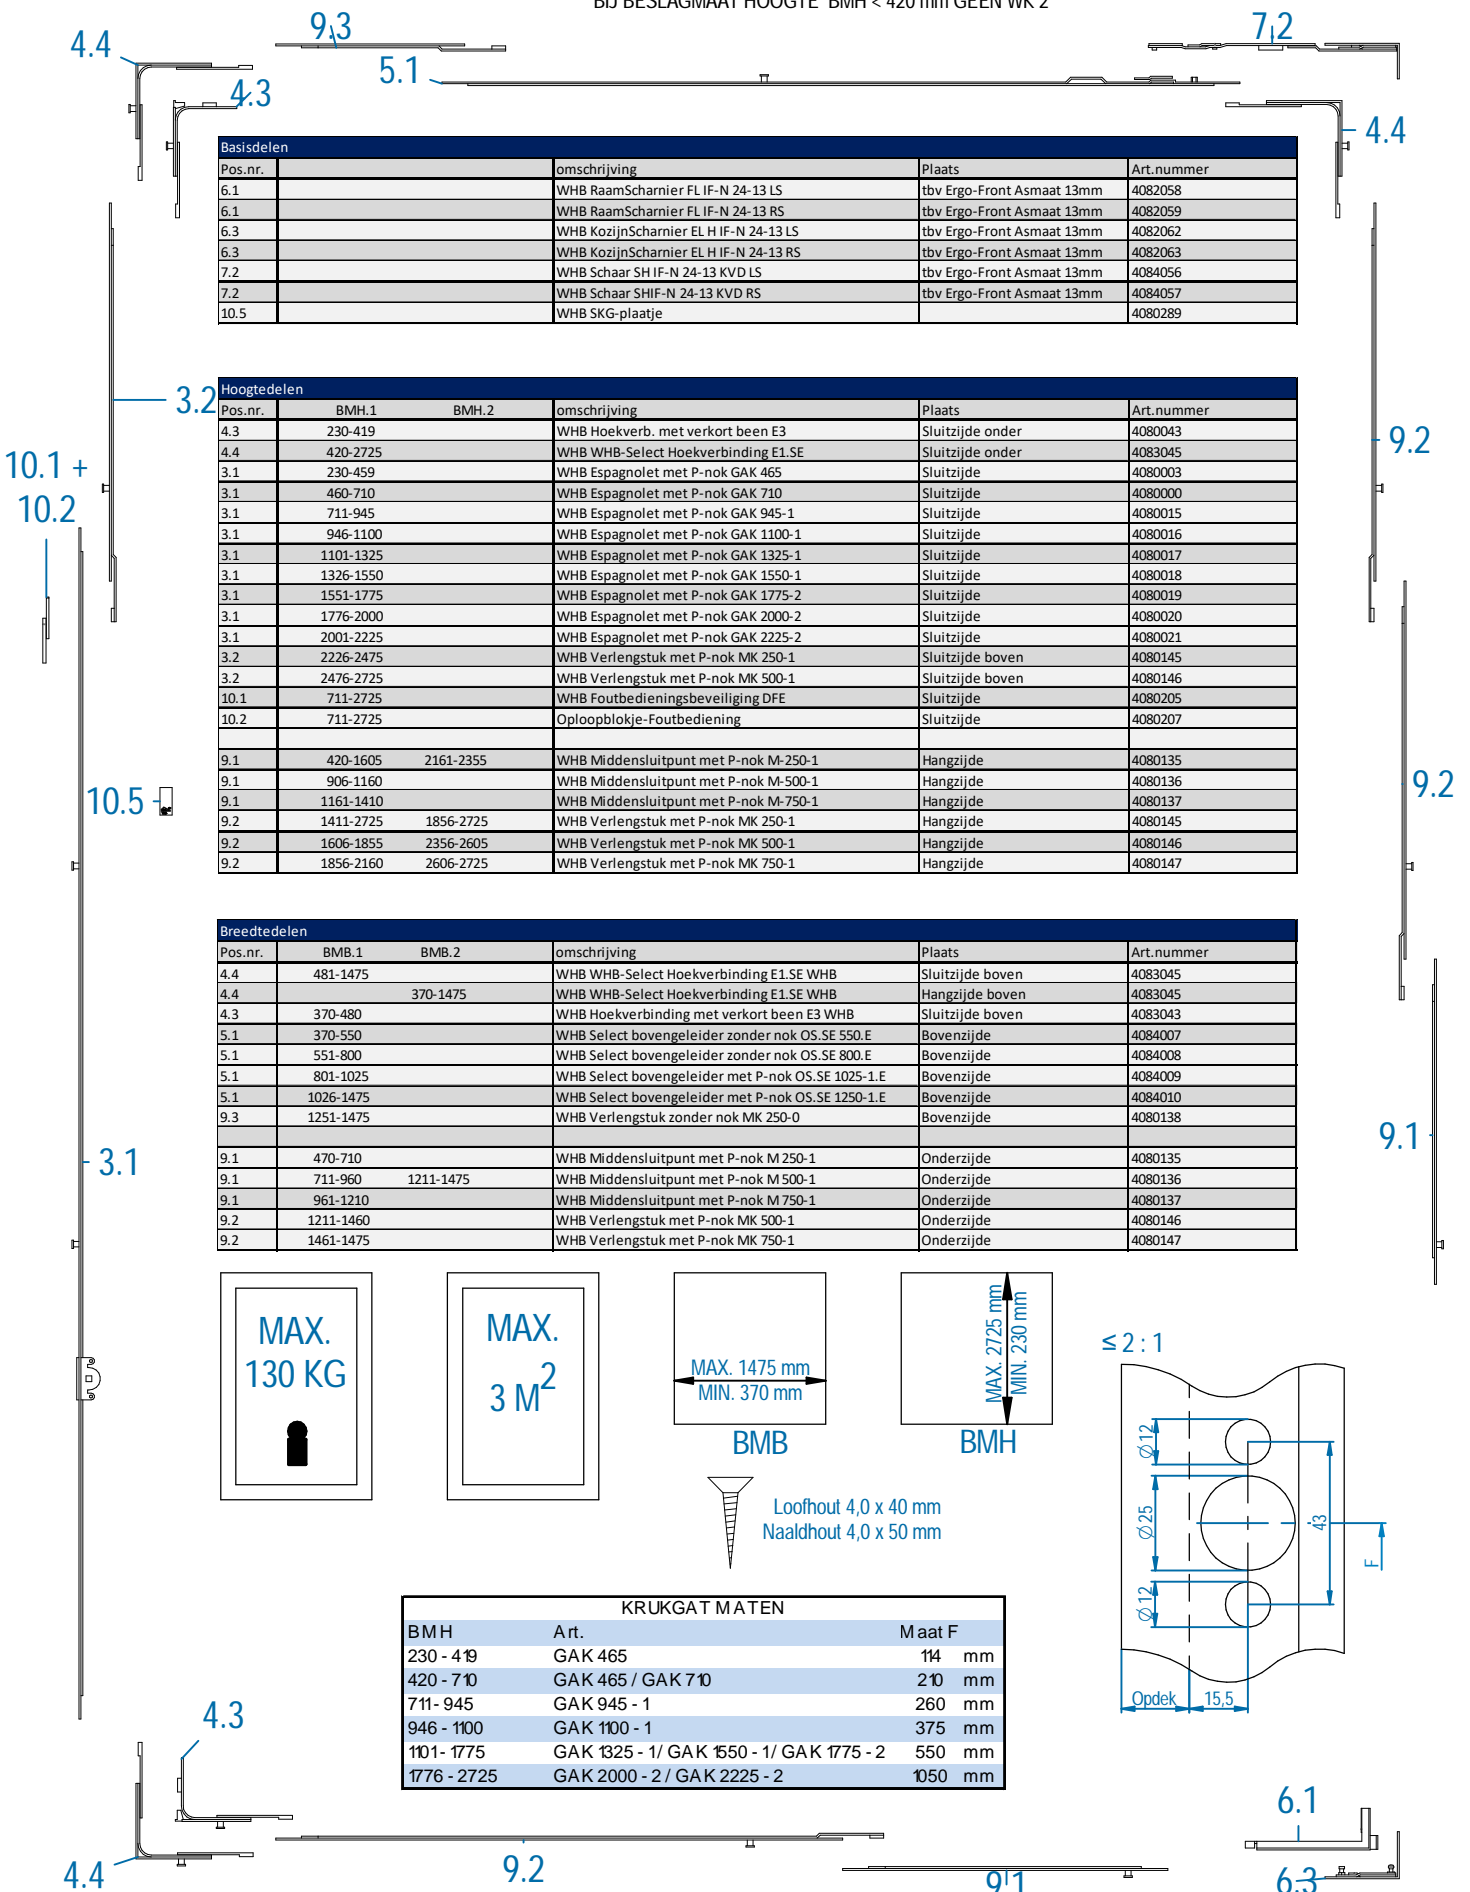 BIJ BESLAGMAAT HOOGTE BMH < 420 mm GEEN WK 2
9.3
7.2
4.4
5.1
4.3
4.4
Basisdelen
Pos.nr. omschrijving Plaats Art.nummer
6.1 WHB RaamScharnier FL IF-N 24-13 LS tbv Ergo-Front Asmaat 13mm 4082058
6.1 WHB RaamScharnier FL IF-N 24-13 RS tbv Ergo-Front Asmaat 13mm 4082059
6.3 WHB KozijnScharnier EL H IF-N 24-13 LS tbv Ergo-Front Asmaat 13mm 4082062
6.3 WHB KozijnScharnier EL H IF-N 24-13 RS tbv Ergo-Front Asmaat 13mm 4082063
7.2 WHB Schaar SH IF-N 24-13 KVD LS tbv Ergo-Front Asmaat 13mm 4084056
7.2 WHB Schaar SHIF-N 24-13 KVD RS tbv Ergo-Front Asmaat 13mm 4084057
10.5 WHB SKG-plaatje 4080289
3.2
10.1 +
10.2
9.2
Hoogtedelen
Pos.nr. BMH.1 BMH.2 omschrijving Plaats Art.nummer
4.3 230-419 WHB Hoekverb. met verkort been E3 Sluitzijde onder 4080043
4.4 420-2725 WHB WHB-Select Hoekverbinding E1.SE Sluitzijde onder 4083045
3.1 230-459 WHB Espagnolet met P-nok GAK 465 Sluitzijde 4080003
3.1 460-710 WHB Espagnolet met P-nok GAK 710 Sluitzijde 4080000
3.1 711-945 WHB Espagnolet met P-nok GAK 945-1 Sluitzijde 4080015
3.1 946-1100 WHB Espagnolet met P-nok GAK 1100-1 Sluitzijde 4080016
3.1 1101-1325 WHB Espagnolet met P-nok GAK 1325-1 Sluitzijde 4080017
3.1 1326-1550 WHB Espagnolet met P-nok GAK 1550-1 Sluitzijde 4080018
3.1 1551-1775 WHB Espagnolet met P-nok GAK 1775-2 Sluitzijde 4080019
3.1 1776-2000 WHB Espagnolet met P-nok GAK 2000-2 Sluitzijde 4080020
3.1 2001-2225 WHB Espagnolet met P-nok GAK 2225-2 Sluitzijde 4080021
3.2 2226-2475 WHB Verlengstuk met P-nok MK 250-1 Sluitzijde boven 4080145
3.2 2476-2725 WHB Verlengstuk met P-nok MK 500-1 Sluitzijde boven 4080146
10.1 711-2725 WHB Foutbedieningsbeveiliging DFE Sluitzijde 4080205
10.2 711-2725 Oploopblokje-Foutbediening Sluitzijde 4080207
9.1 420-1605 2161-2355 WHB Middensluitpunt met P-nok M-250-1 Hangzijde 4080135
9.1 906-1160 WHB Middensluitpunt met P-nok M-500-1 Hangzijde 4080136
9.1 1161-1410 WHB Middensluitpunt met P-nok M-750-1 Hangzijde 4080137
9.2 1411-2725 1856-2725 WHB Verlengstuk met P-nok MK 250-1 Hangzijde 4080145
9.2 1606-1855 2356-2605 WHB Verlengstuk met P-nok MK 500-1 Hangzijde 4080146
9.2 1856-2160 2606-2725 WHB Verlengstuk met P-nok MK 750-1 Hangzijde 4080147
10.5
9.2
Breedtedelen
Pos.nr. BMB.1 BMB.2 omschrijving Plaats Art.nummer
4.4 481-1475 WHB WHB-Select Hoekverbinding E1.SE WHB Sluitzijde boven 4083045
4.4 370-1475 WHB WHB-Select Hoekverbinding E1.SE WHB Hangzijde boven 4083045
4.3 370-480 WHB Hoekverbinding met verkort been E3 WHB Sluitzijde boven 4083043
5.1 370-550 WHB Select bovengeleider zonder nok OS.SE 550.E Bovenzijde 4084007
5.1 551-800 WHB Select bovengeleider zonder nok OS.SE 800.E Bovenzijde 4084008
5.1 801-1025 WHB Select bovengeleider met P-nok OS.SE 1025-1.E Bovenzijde 4084009
5.1 1026-1475 WHB Select bovengeleider met P-nok OS.SE 1250-1.E Bovenzijde 4084010
9.3 1251-1475 WHB Verlengstuk zonder nok MK 250-0 Bovenzijde 4080138
9.1 470-710 WHB Middensluitpunt met P-nok M 250-1 Onderzijde 4080135
9.1 711-960 1211-1475 WHB Middensluitpunt met P-nok M 500-1 Onderzijde 4080136
9.1 961-1210 WHB Middensluitpunt met P-nok M 750-1 Onderzijde 4080137
9.2 1211-1460 WHB Verlengstuk met P-nok MK 500-1 Onderzijde 4080146
9.2 1461-1475 WHB Verlengstuk met P-nok MK 750-1 Onderzijde 4080147
3.1
9.1
MAX.
130 KG
MAX.
3 M2
MAX. 1475 mm
MIN. 370 mm
BMB
MAX. 2725 mm
MIN. 230 mm
BMH
≤ 2 : 1
Loofhout 4,0 x 40 mm
Naaldhout 4,0 x 50 mm
Ø 12
Ø 25
Ø 12
43
F
Opdek 15,5
KRUKGAT MATEN
BMH Art. Maat F
230 - 419 GAK 465 114 mm
420 - 710 GAK 465 / GAK 710 210 mm
711 - 945 GAK 945 - 1 260 mm
946 - 1100 GAK 1100 - 1 375 mm
1101 - 1775 GAK 1325 - 1 / GAK 1550 - 1 / GAK 1775 - 2 550 mm
1776 - 2725 GAK 2000 - 2 / GAK 2225 - 2 1050 mm
4.3
4.4
9.2
9.1
6.1
6.3